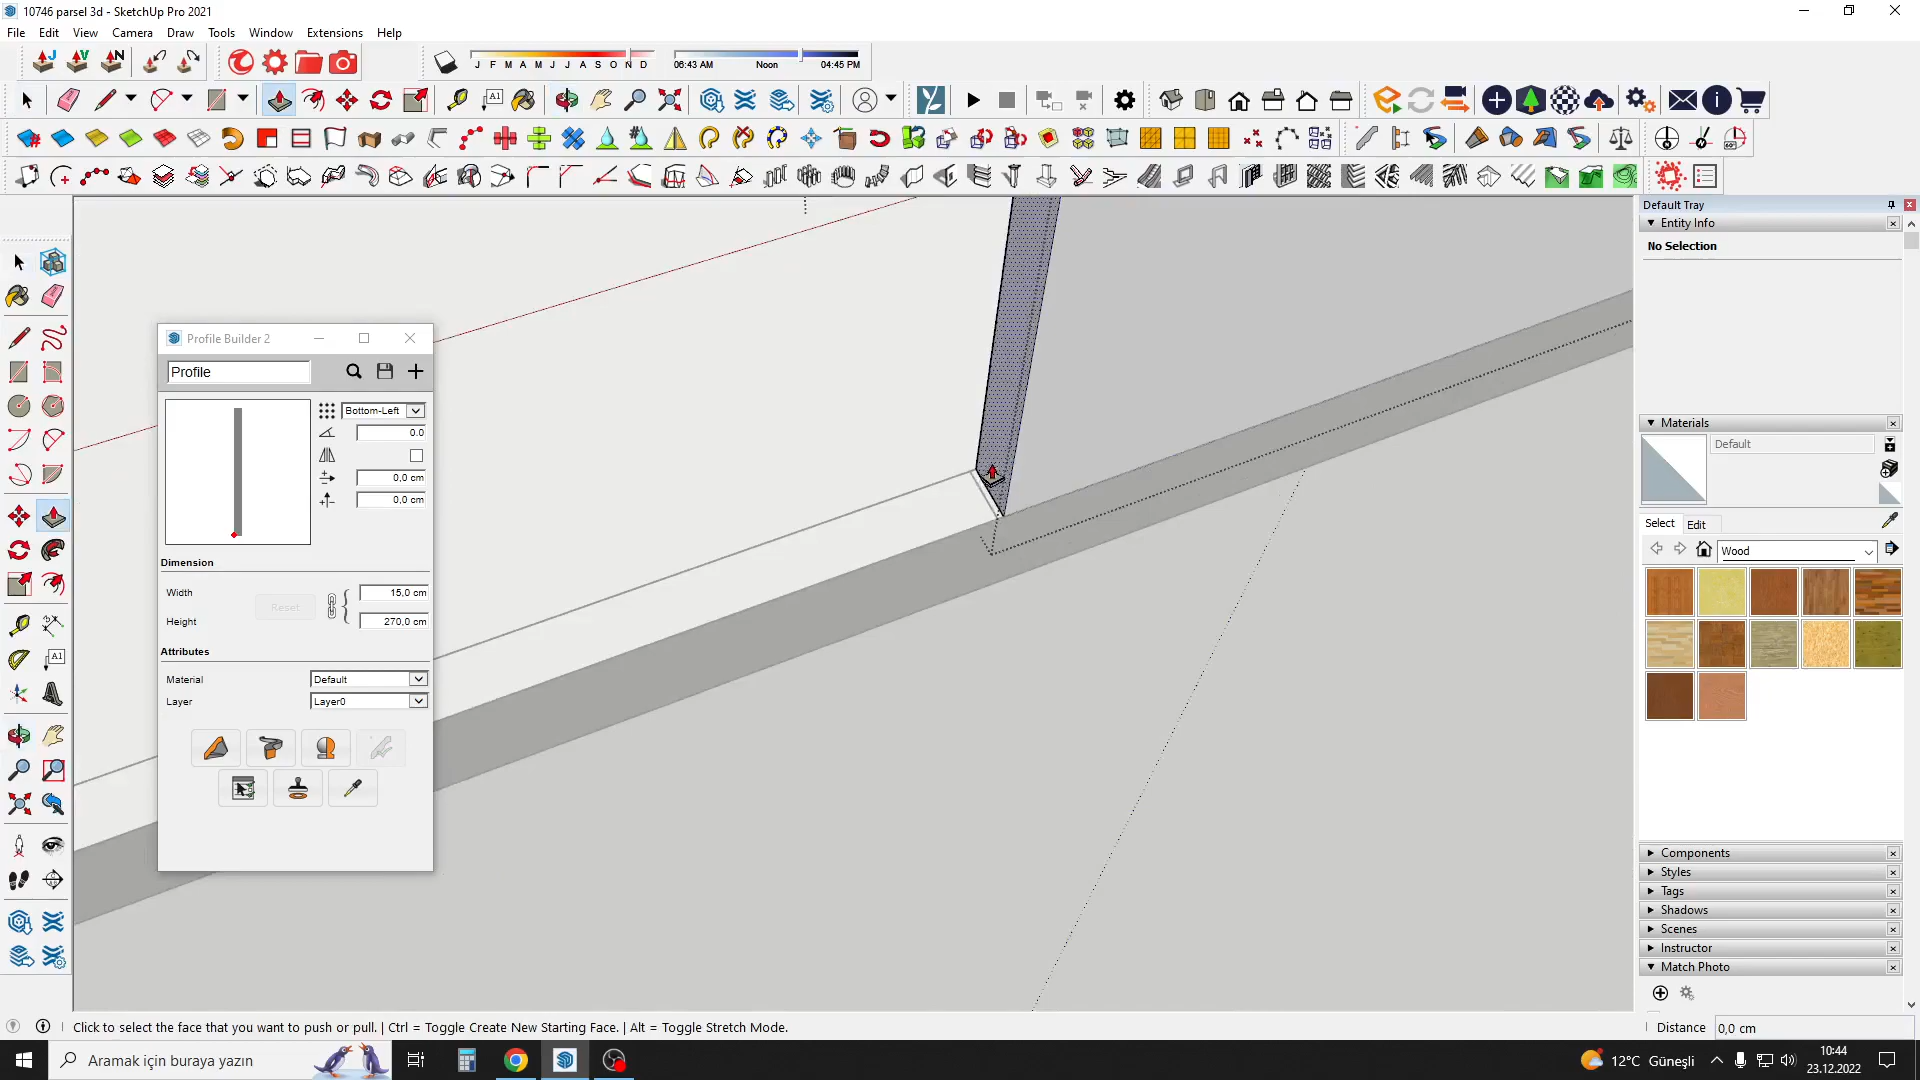 10746 parsel 3d - SketchUp Pro 2021
File Edit View Camera Draw Tools Window Extensions Help
J V N
J F M A M J J A S O N D
06:43 AM Noon 04:45 PM
A1
Default Tray
Entity Info
No Selection
Profile Builder 2
Profile
Bottom-Left
0.0
0,0 cm
0,0 cm
Dimension
Width 15,0 cm
Reset
Height 270,0 cm
Attributes
Material Default
Layer Layer0
A1
Materials
Default
Select Edit
Wood
Components
Styles
Tags
Shadows
Scenes
Instructor
Match Photo
Click to select the face that you want to push or pull. | Ctrl = Toggle Create New Starting Face. | Alt = Toggle Stretch Mode.
Distance 0,0 cm
Aramak için buraya yazın
12°C Güneşli
10:44
23.12.2022